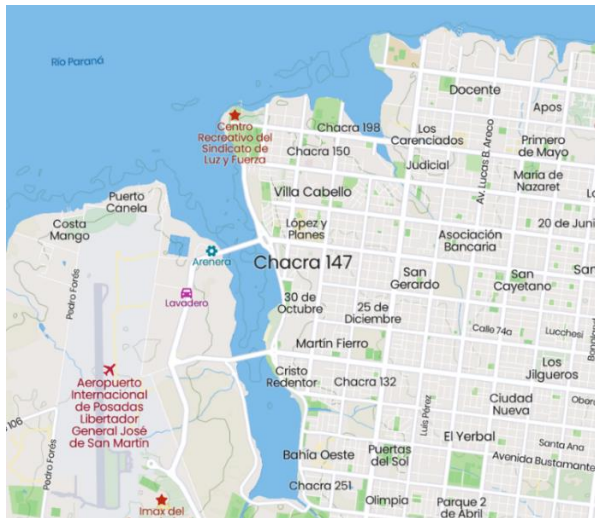 Río Paraná
Docente
Apos
Centro
Recreativo del
Sindicato de
Luz y Fuerza
Chacra 198
Los
Carenciados
Primero
de Mayo
Chacra 150
Judicial
Av. Lucas B. Areco
María de
Nazaret
Puerto
Canela
Villa Cabello
Costa
Mango
López y
Planes
20 de Juni
Asociación
Bancaria
Arenera
Chacra 147
San
Gerardo
San
Cayetano
San
Pedro Forés
Lavadero
30 de
Octubre
25 de
Diciembre
Calle 74a
Lucchesi
Martín Fierro
Aeropuerto
Internacional
de Posadas
Libertador
General José
de San Martín
Cristo
Redentor
Chacra 132
Los
Jilgueros
Ciudad
Nueva
Luis Pérez
106
Pedro Forés
El Yerbal
Santa Ana
Bahía Oeste
Puertas
del Sol
Avenida Bustamante
Chacra 251
Imax del
Olimpia
Parque 2
de Abril